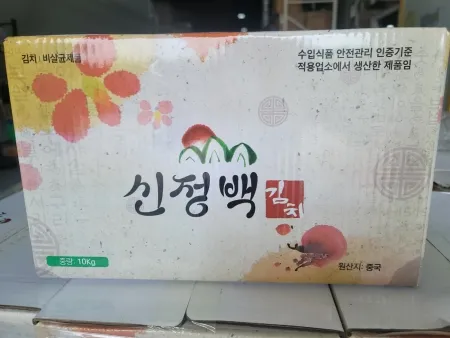 김치 | 비살균제품
수입식품 안전관리 인증기준
적용업소에서 생산한 제품임
신정백
김치
중량: 10Kg
원산지: 중국